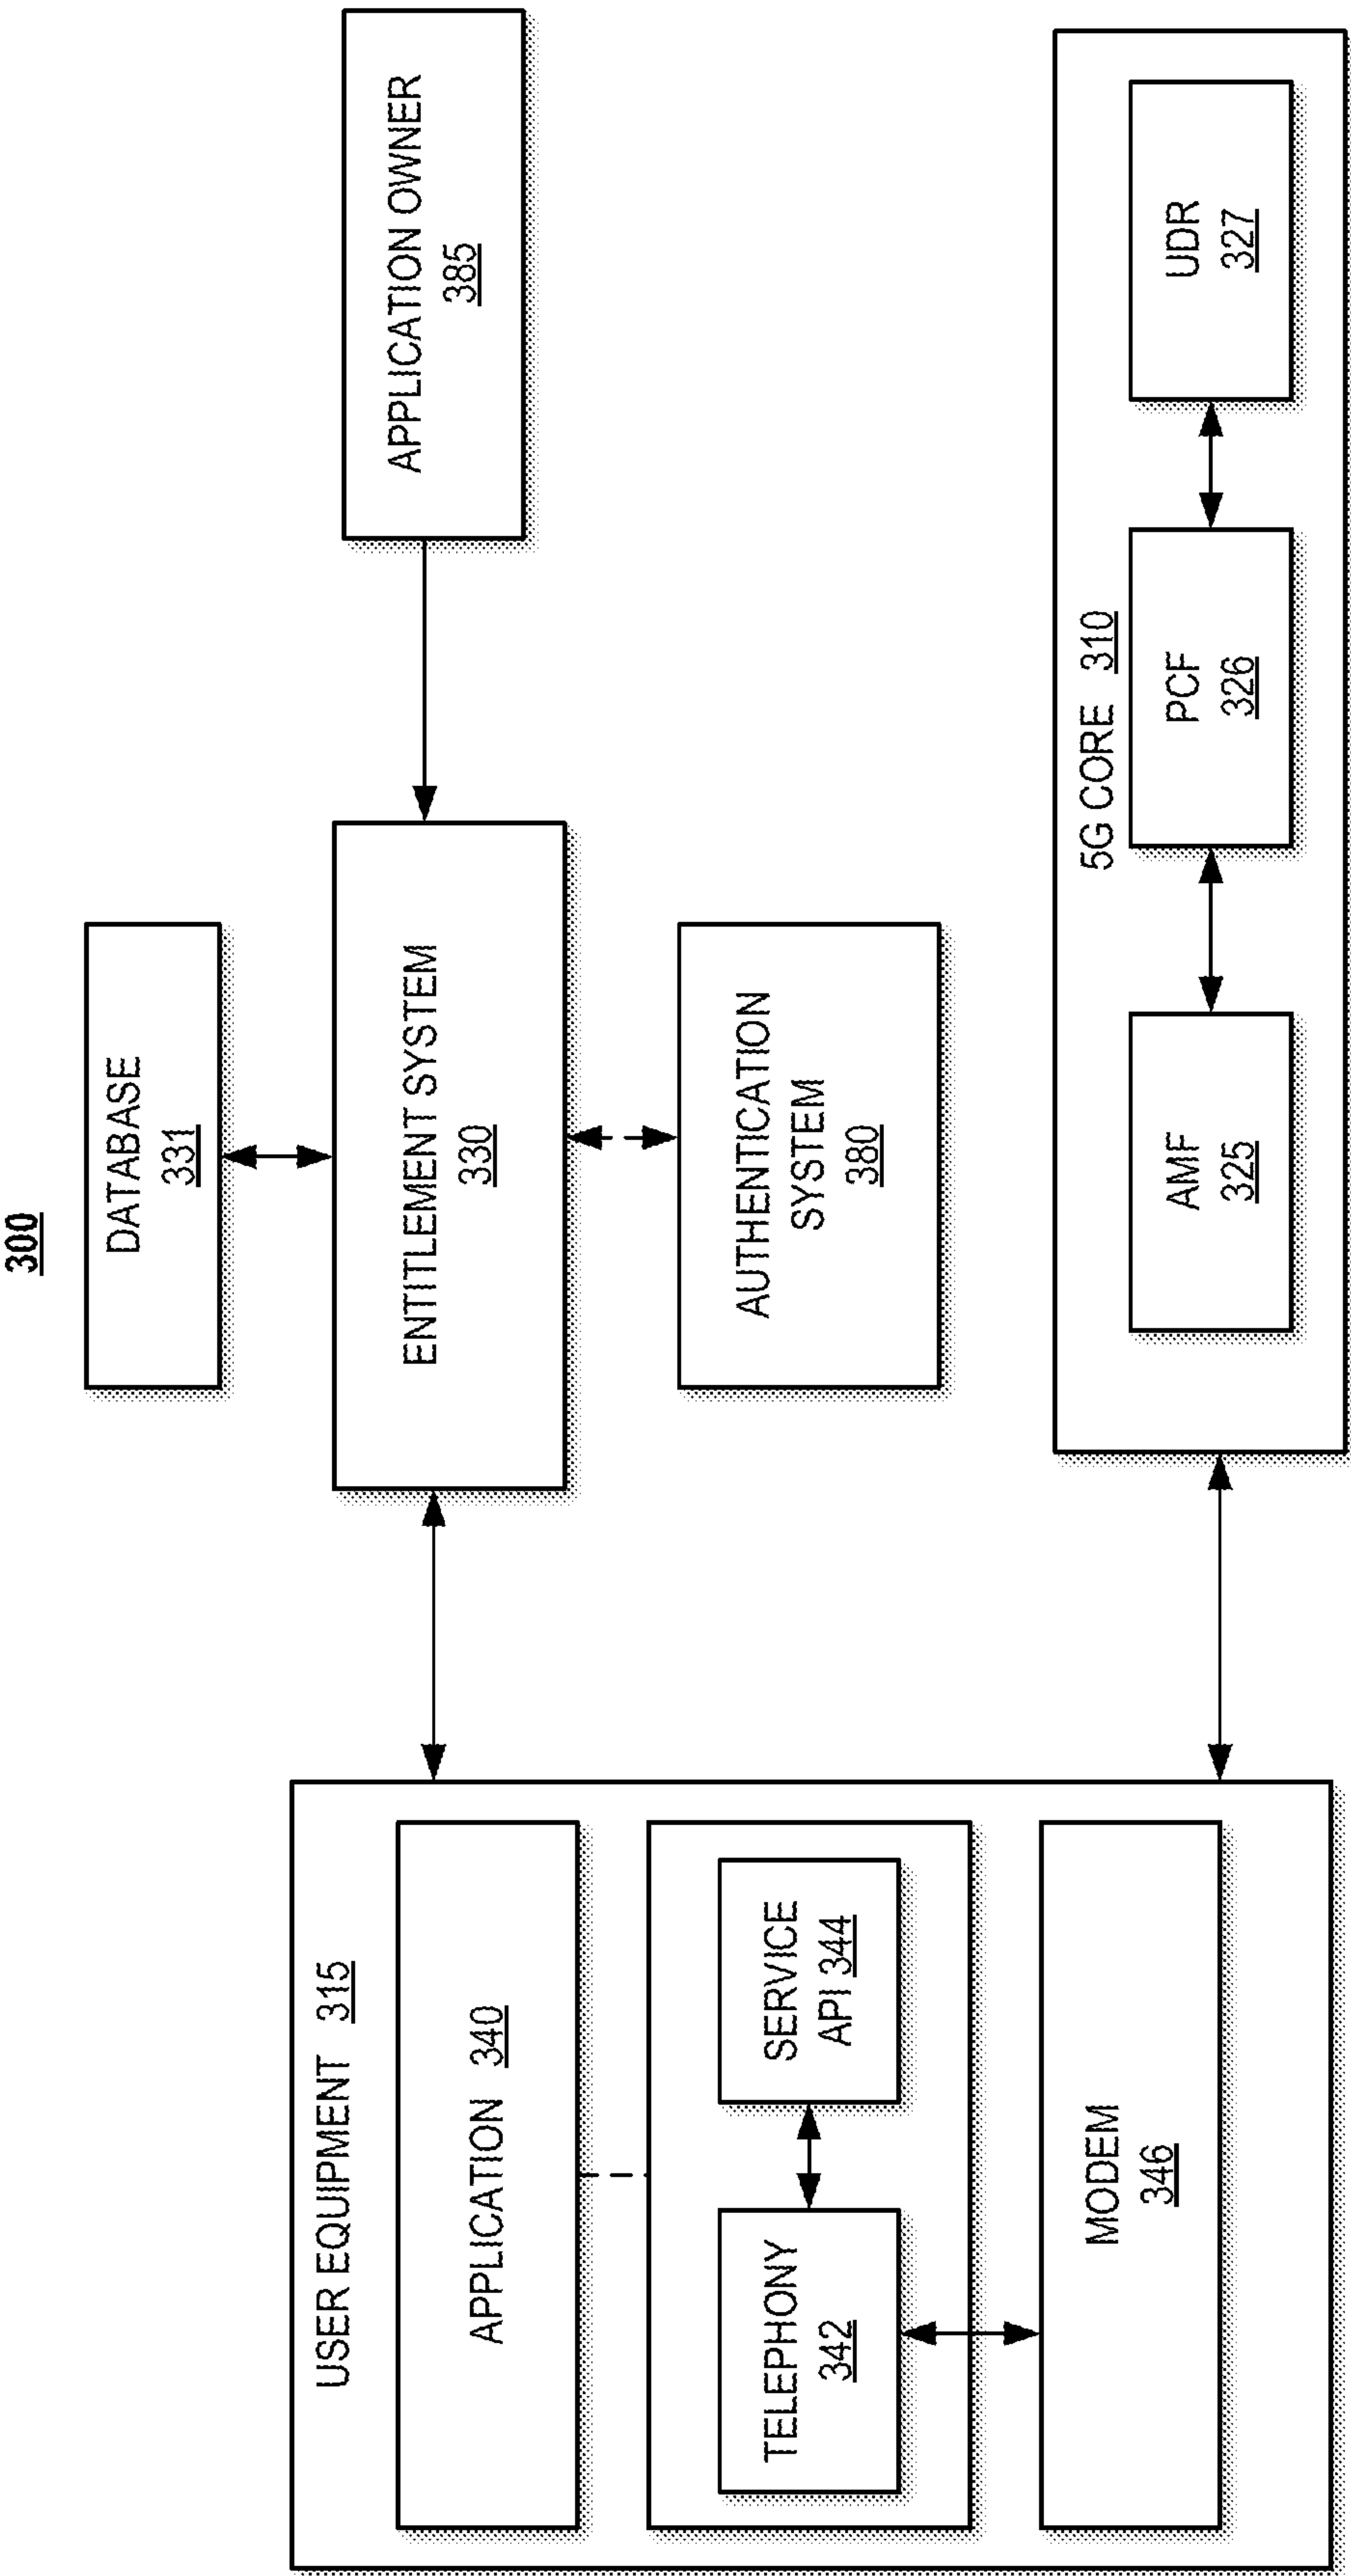 300
DATABASE
331
ENTITLEMENT SYSTEM
330
APPLICATION OWNER
385
AUTHENTICATION
SYSTEM
380
USER EQUIPMENT 315
APPLICATION 340
TELEPHONY
342
SERVICE
API 344
MODEM
346
5G CORE 310
AMF
325
PCF
326
UDR
327